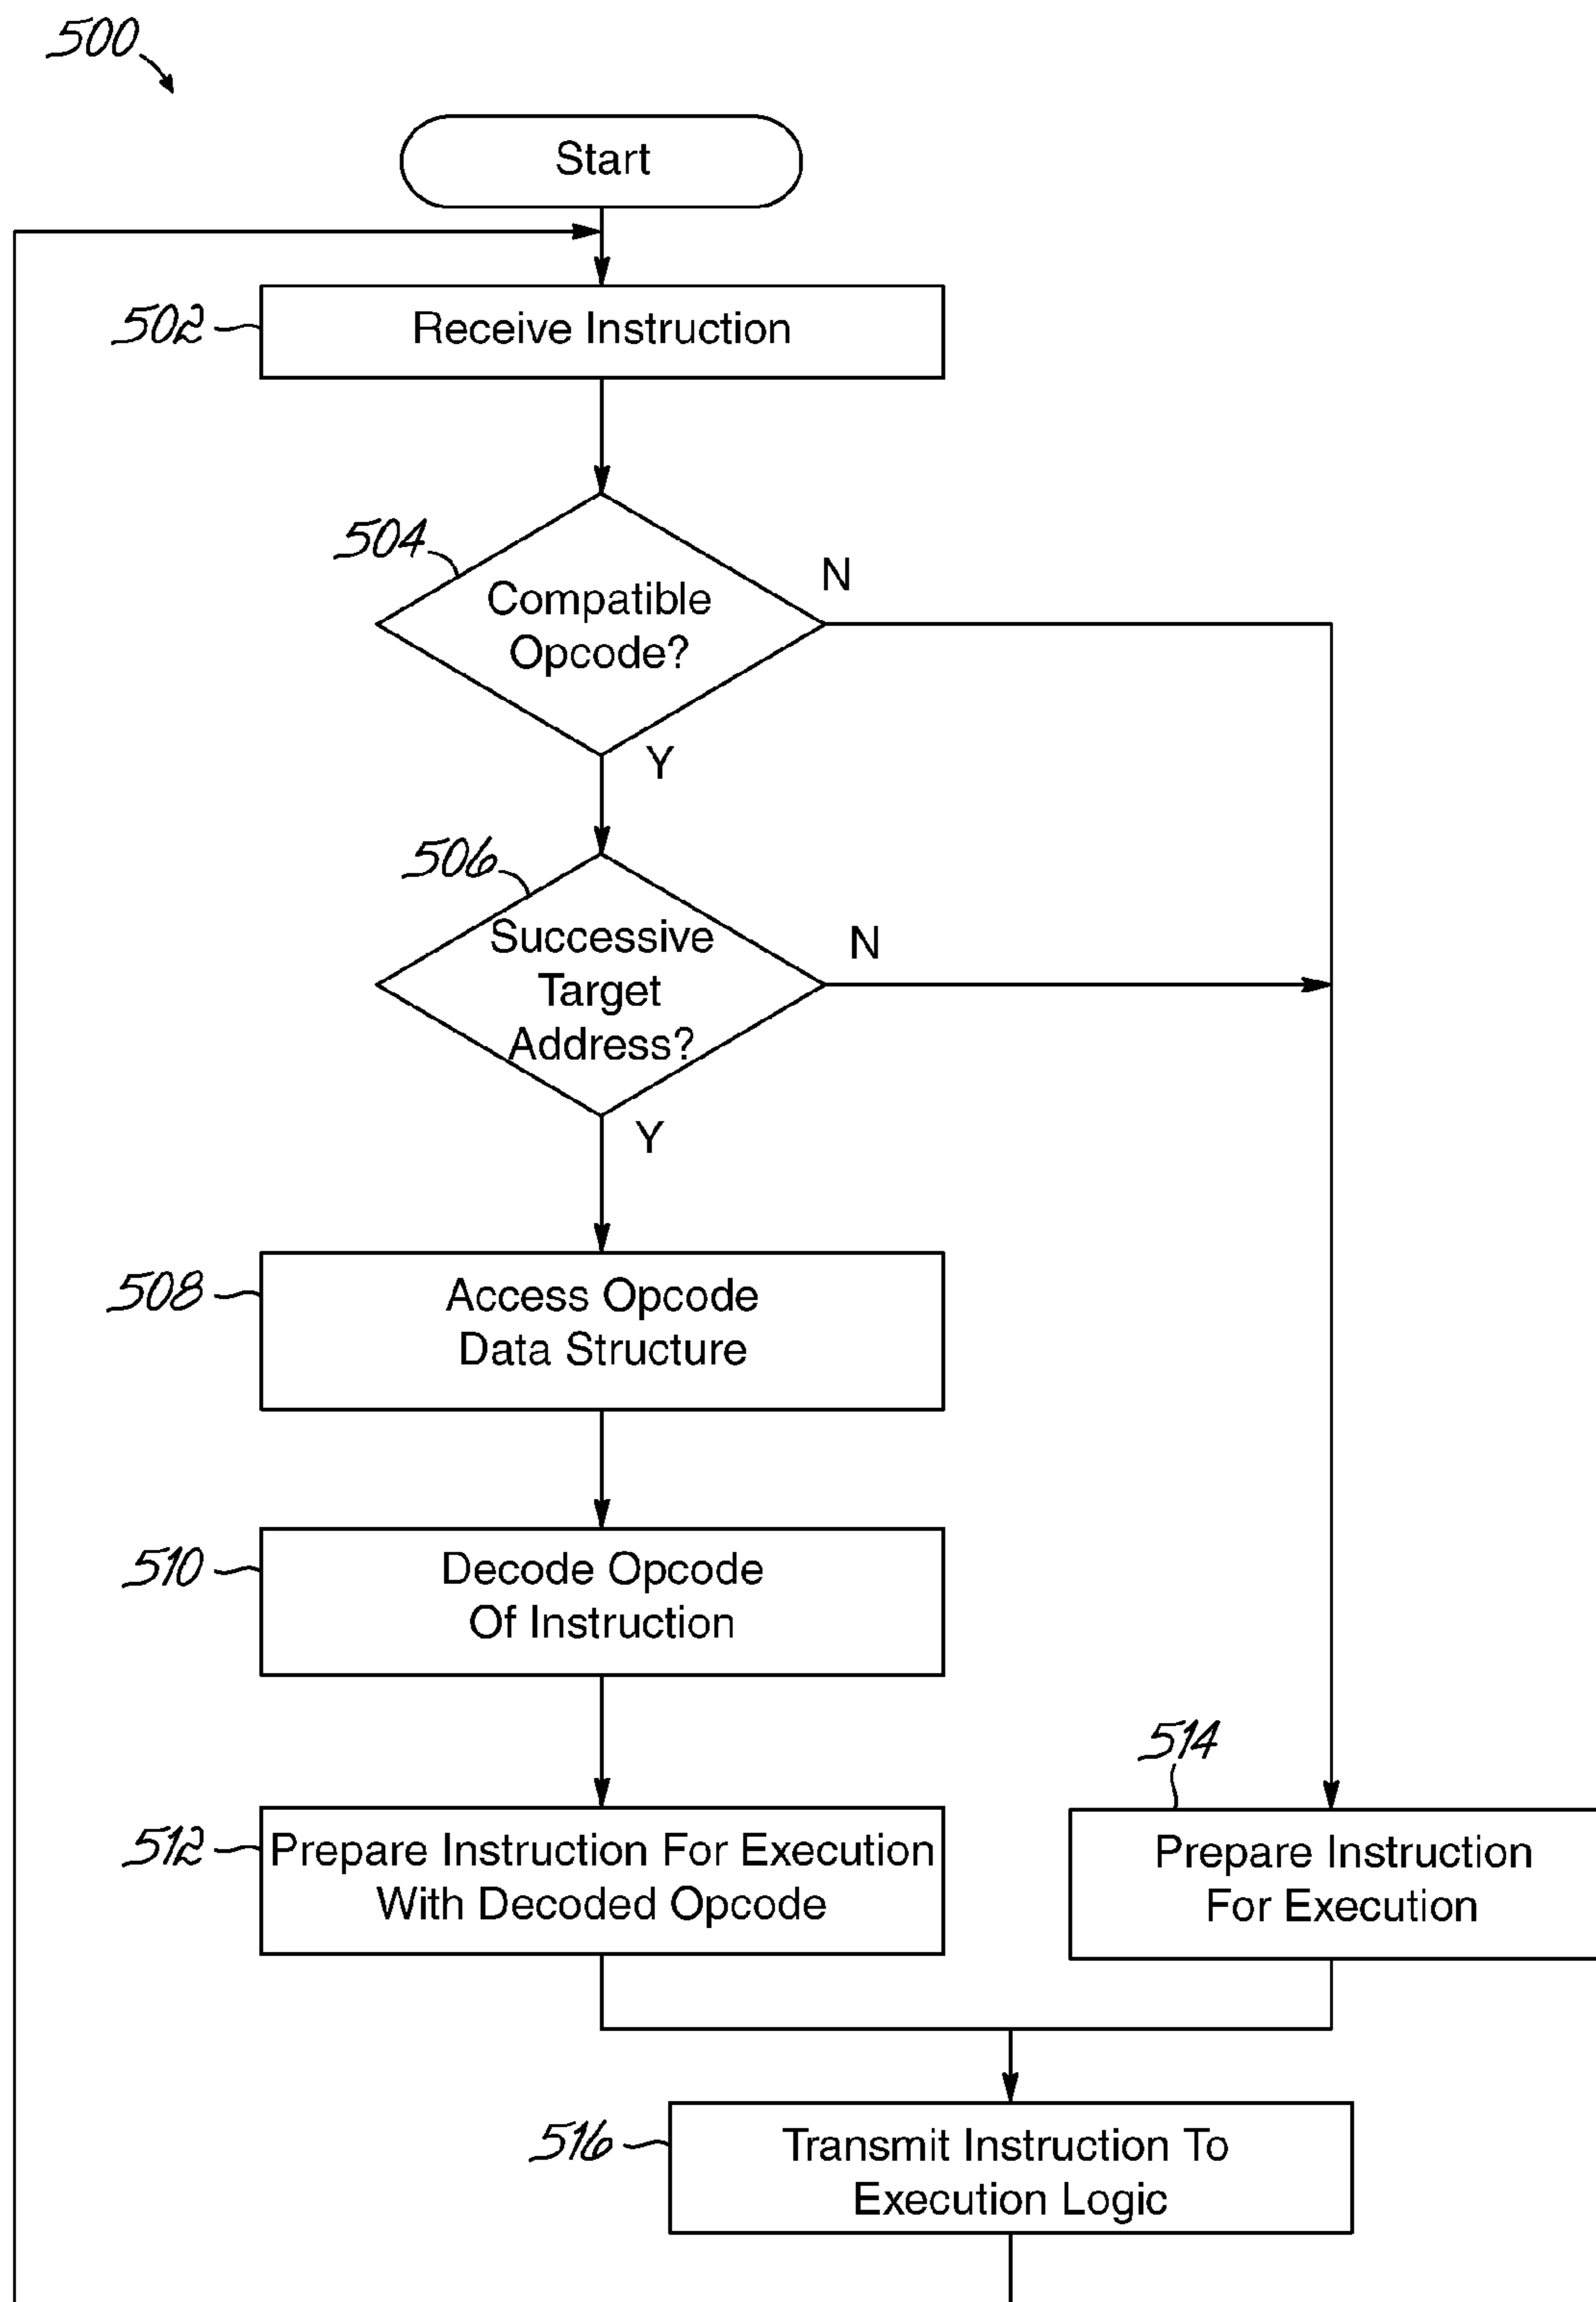 500
Start
502
Receive Instruction
504
Compatible
Opcode?
N
Y
506
Successive
Target
Address?
N
Y
508
Access Opcode
Data Structure
510
Decode Opcode
Of Instruction
512
Prepare Instruction For Execution
With Decoded Opcode
514
Prepare Instruction
For Execution
516
Transmit Instruction To
Execution Logic